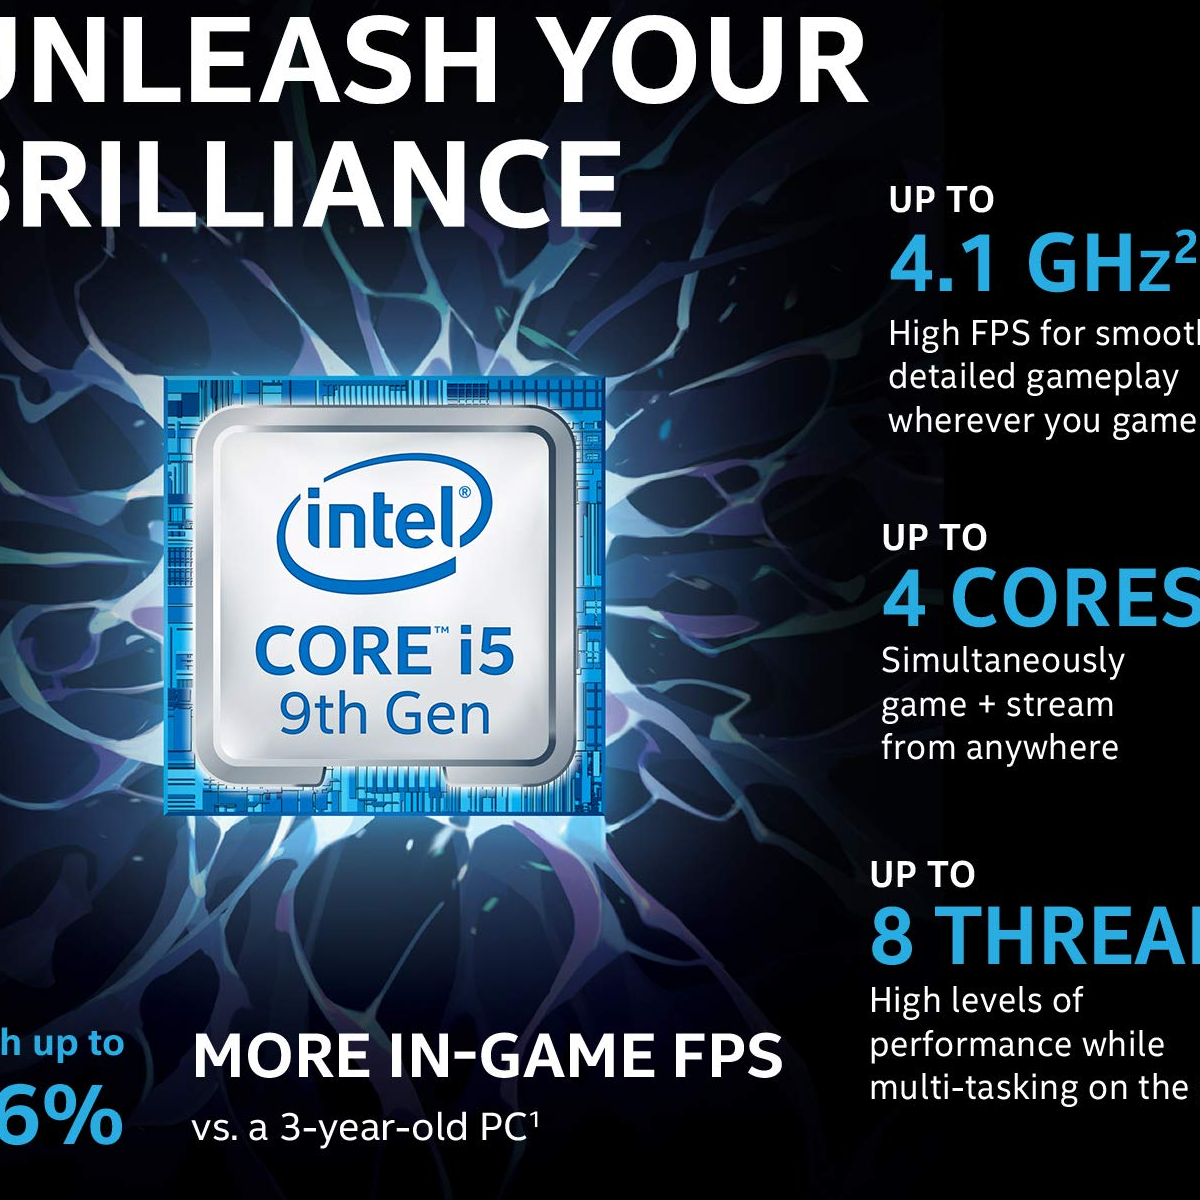 UNLEASH YOUR
BRILLIANCE
UP TO
4.1 GHz²
High FPS for smooth
detailed gameplay
wherever you game
intel®
CORE™ i5
9th Gen
UP TO
4 CORES
Simultaneously
game + stream
from anywhere
UP TO
8 THREA
High levels of
performance while
multi-tasking on the
h up to
6%
MORE IN-GAME FPS
vs. a 3-year-old PC¹